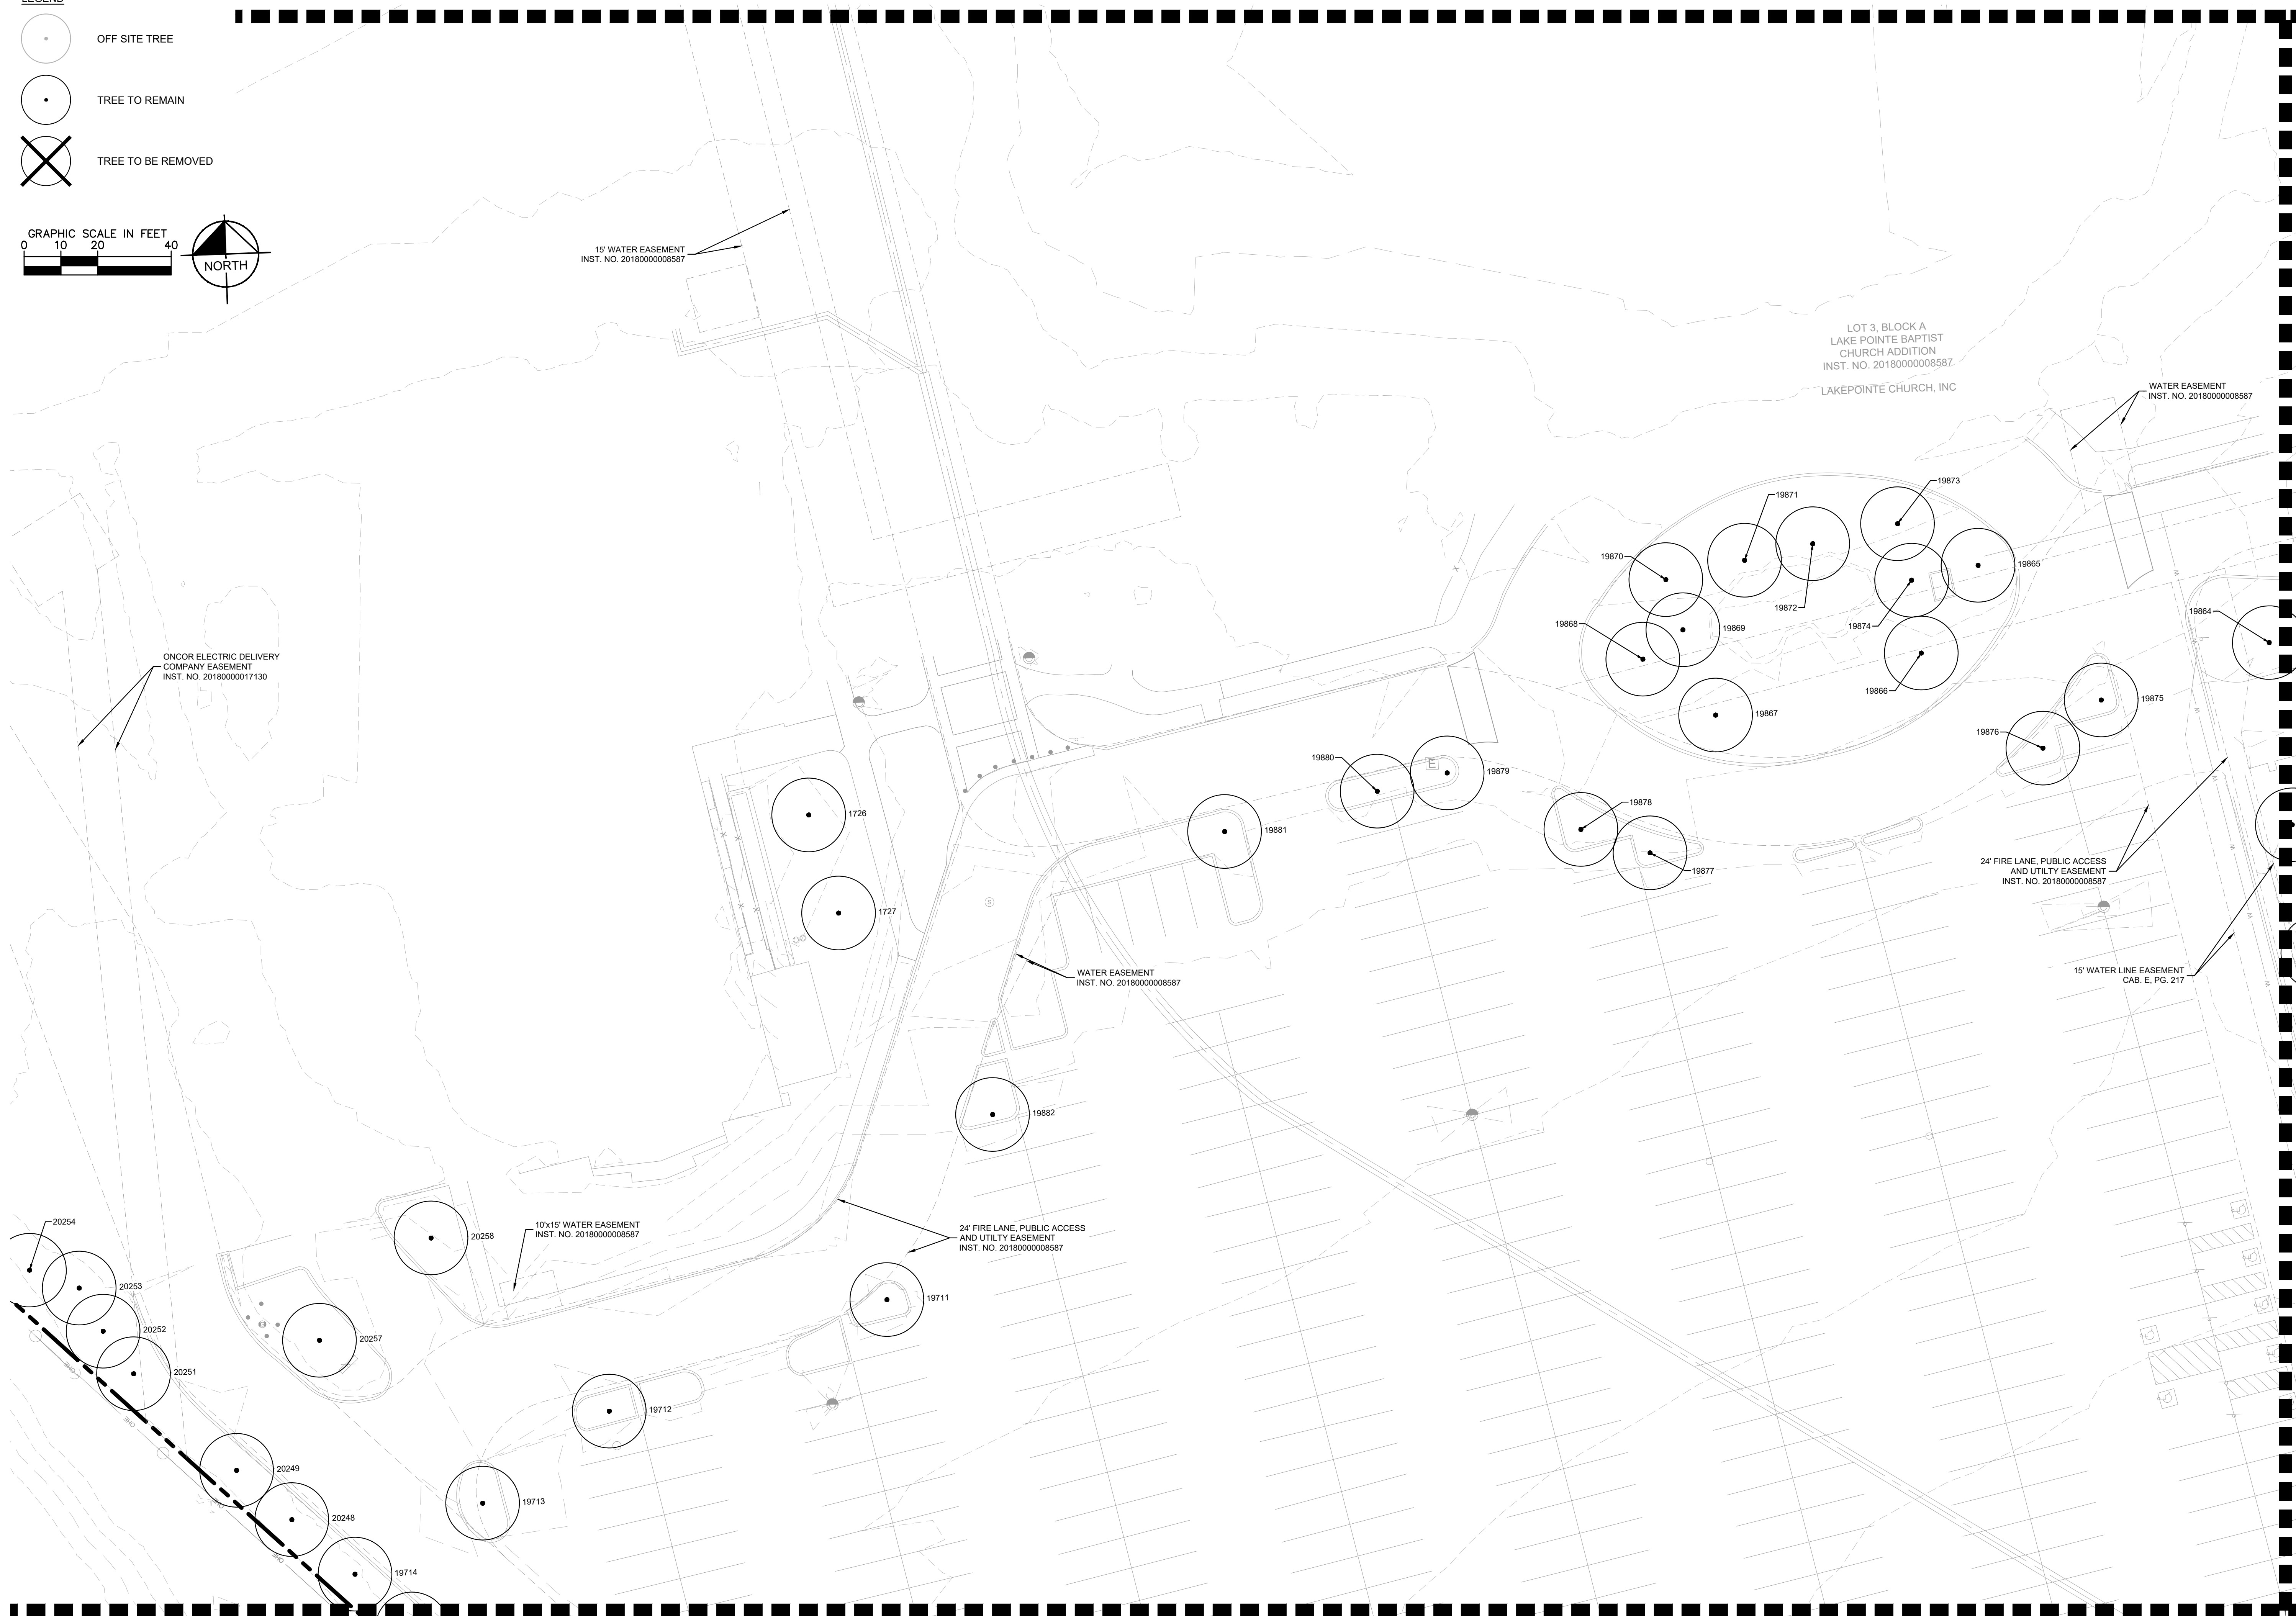 LEGEND
OFF SITE TREE
TREE TO REMAIN
TREE TO BE REMOVED
GRAPHIC SCALE IN FEET
0 10 20 40
NORTH
15' WATER EASEMENT
INST. NO. 20180000008587
LOT 3, BLOCK A
LAKE POINTE BAPTIST
CHURCH ADDITION
INST. NO. 20180000008587
LAKEPOINTE CHURCH, INC
WATER EASEMENT
INST. NO. 20180000008587
19873
19871
19870
19865
19872
19864
19874
19868
19869
ONCOR ELECTRIC DELIVERY
COMPANY EASEMENT
INST. NO. 20180000017130
19866
19875
19867
19876
19880
E
19879
19878
1726
19881
24' FIRE LANE, PUBLIC ACCESS
AND UTILTY EASEMENT
INST. NO. 20180000008587
19877
S
1727
WATER EASEMENT
INST. NO. 20180000008587
15' WATER LINE EASEMENT
CAB. E, PG. 217
W
W
W
W
W
W
W
W
19882
20254
10'x15' WATER EASEMENT
INST. NO. 20180000008587
24' FIRE LANE, PUBLIC ACCESS
AND UTILTY EASEMENT
INST. NO. 20180000008587
20258
20253
19711
20252
20257
20251
OHE
OHE
19712
20249
19713
20248
OHE
19714